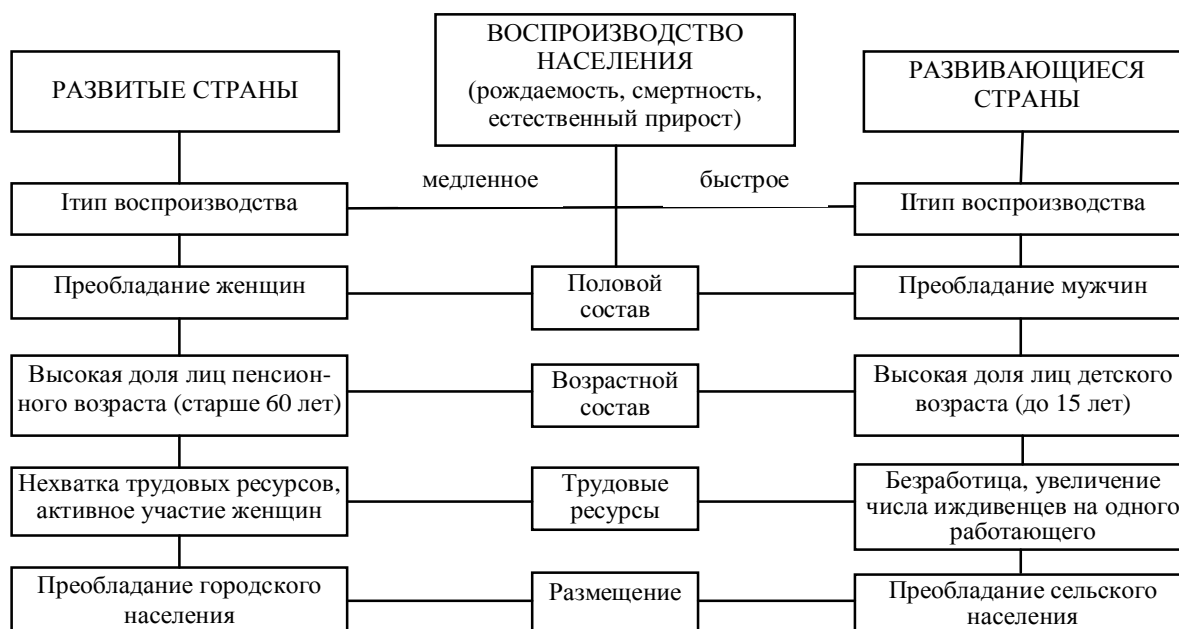 ВОСПРОИЗВОДСТВО
НАСЕЛЕНИЯ
(рождаемость, смертность,
естественный прирост)
РАЗВИТЫЕ СТРАНЫ
РАЗВИВАЮЩИЕСЯ
СТРАНЫ
медленное
быстрое
Iтип воспроизводства
IIтип воспроизводства
Преобладание женщин
Половой
состав
Преобладание мужчин
Высокая доля лиц пенсион-
ного возраста (старше 60 лет)
Возрастной
состав
Высокая доля лиц детского
возраста (до 15 лет)
Нехватка трудовых ресурсов,
активное участие женщин
Трудовые
ресурсы
Безработица, увеличение
числа иждивенцев на одного
работающего
Преобладание городского
населения
Размещение
Преобладание сельского
населения